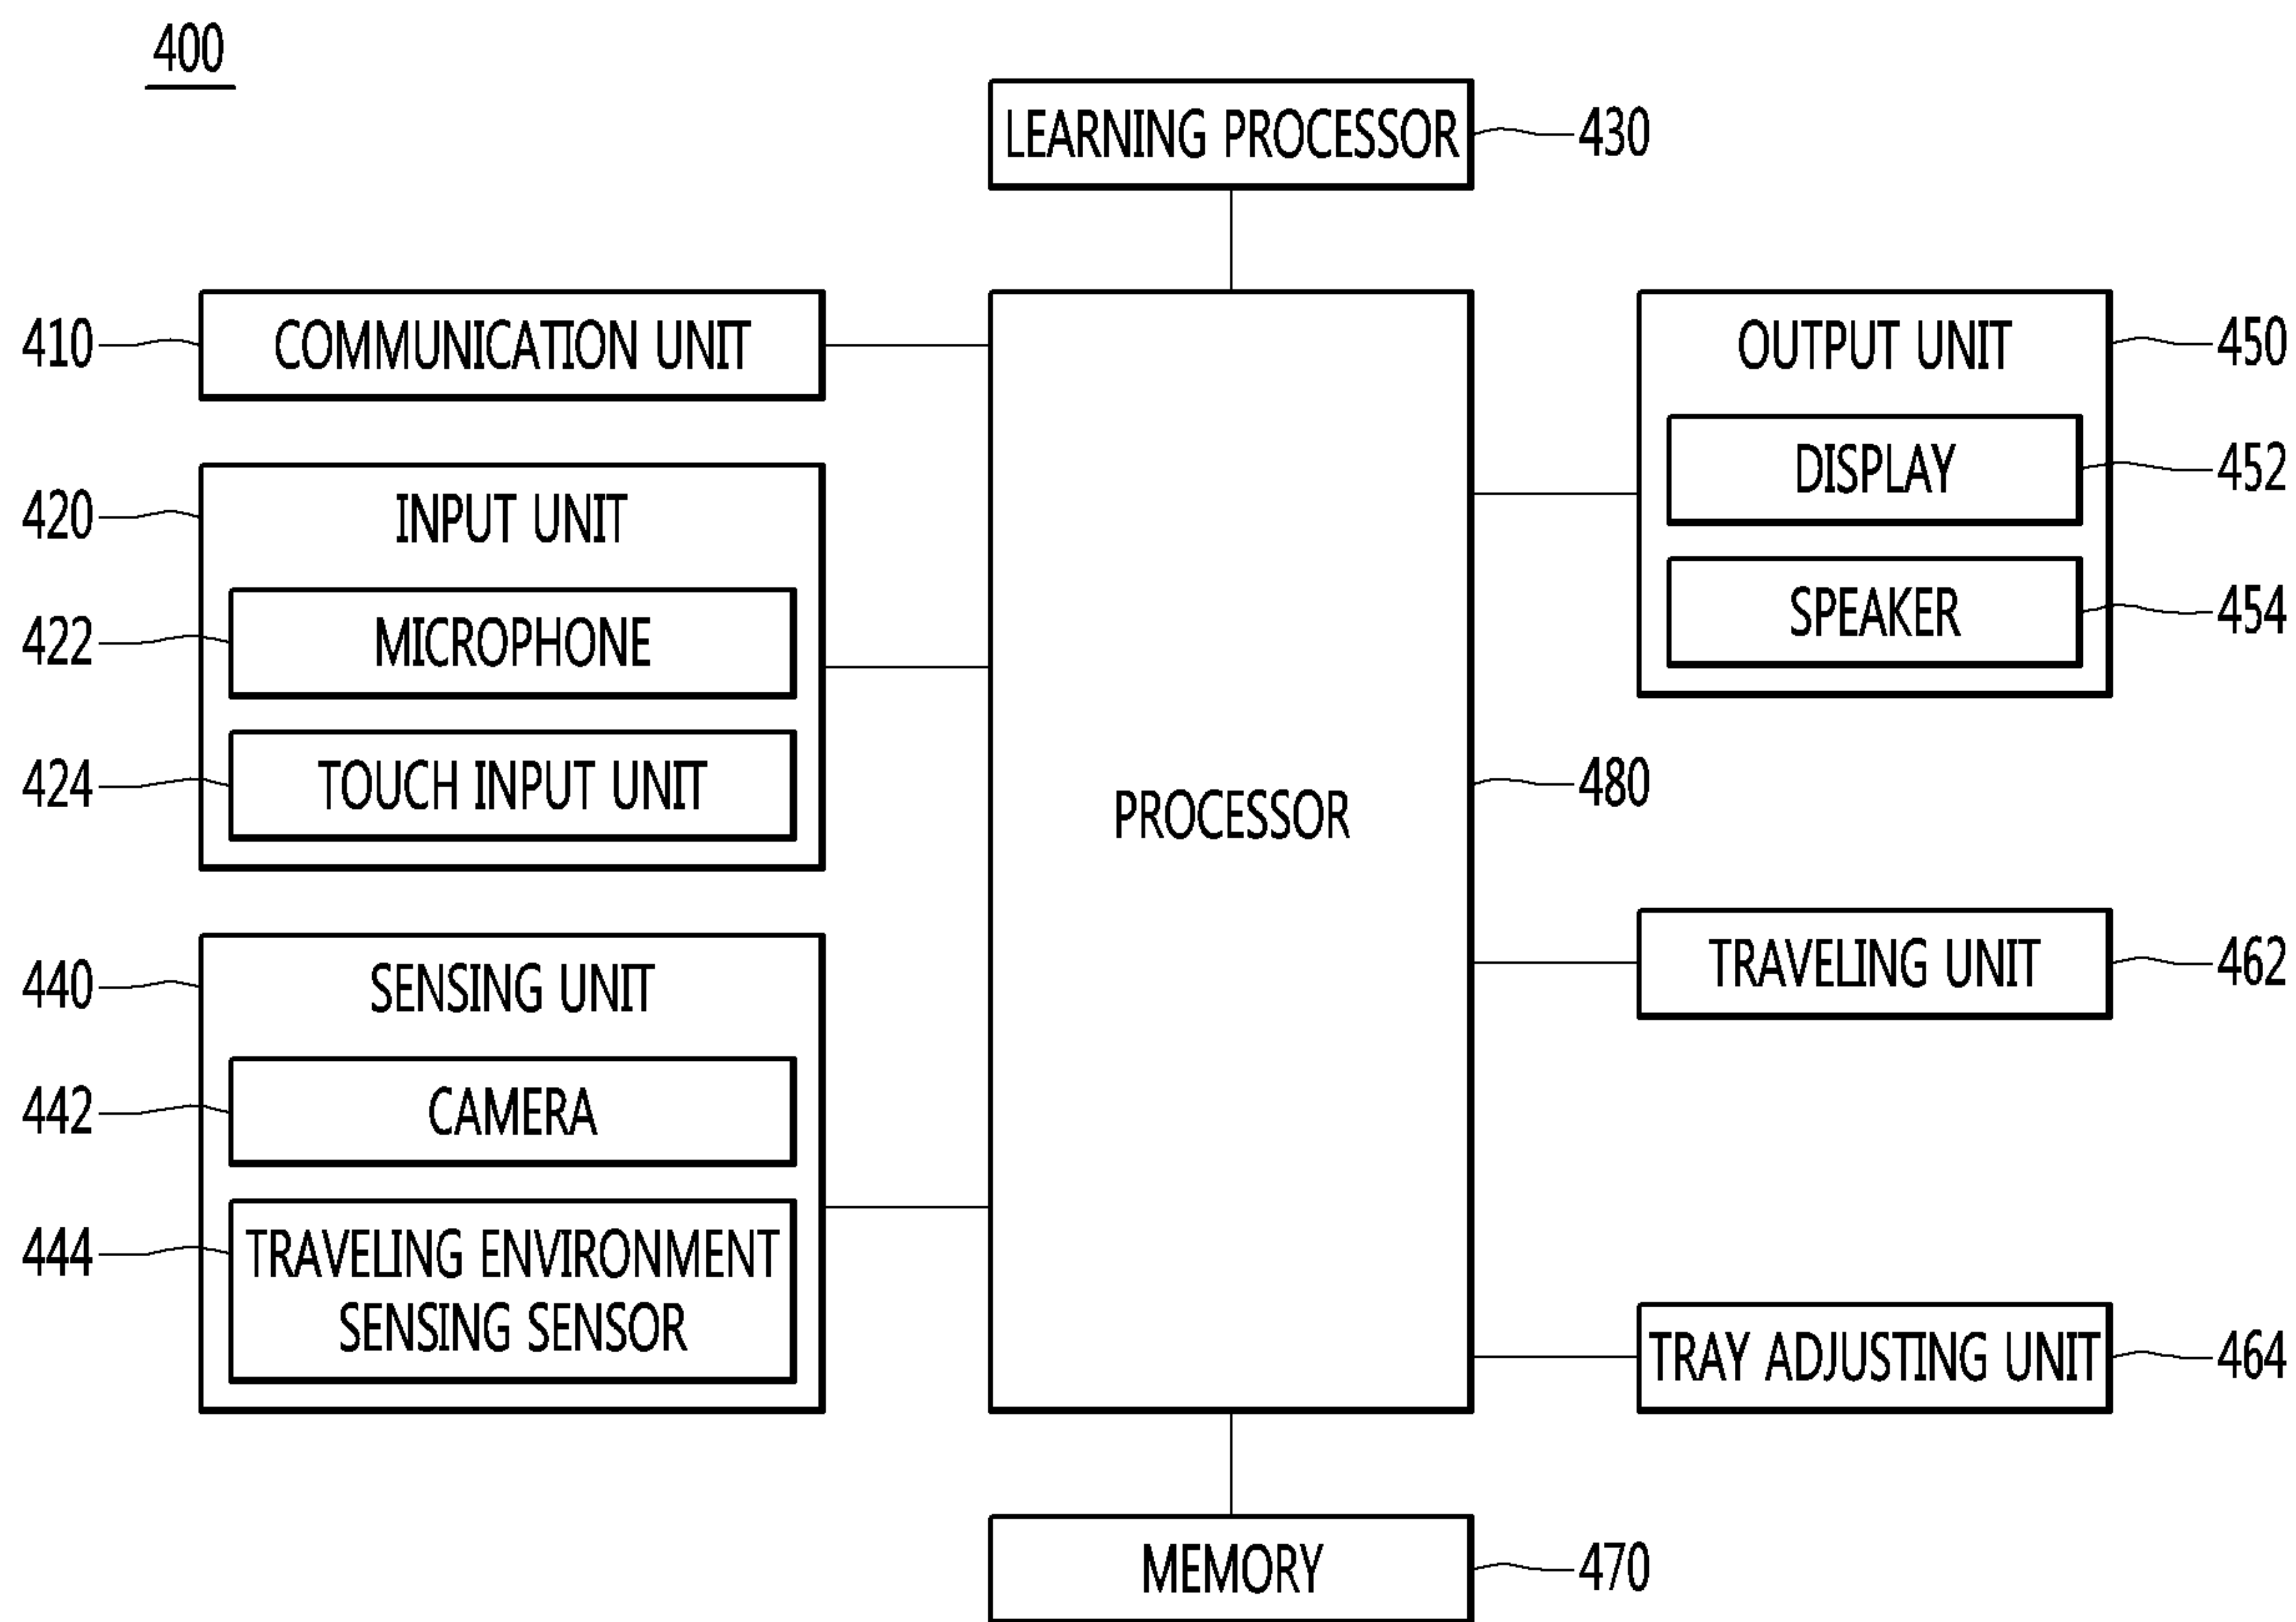 400
LEARNING PROCESSOR
430
410
COMMUNICATION UNIT
420
INPUT UNIT
422
MICROPHONE
424
TOUCH INPUT UNIT
440
SENSING UNIT
442
CAMERA
444
TRAVELING ENVIRONMENT
SENSING SENSOR
PROCESSOR
480
OUTPUT UNIT
450
DISPLAY
452
SPEAKER
454
TRAVELING UNIT
462
TRAY ADJUSTING UNIT
464
MEMORY
470